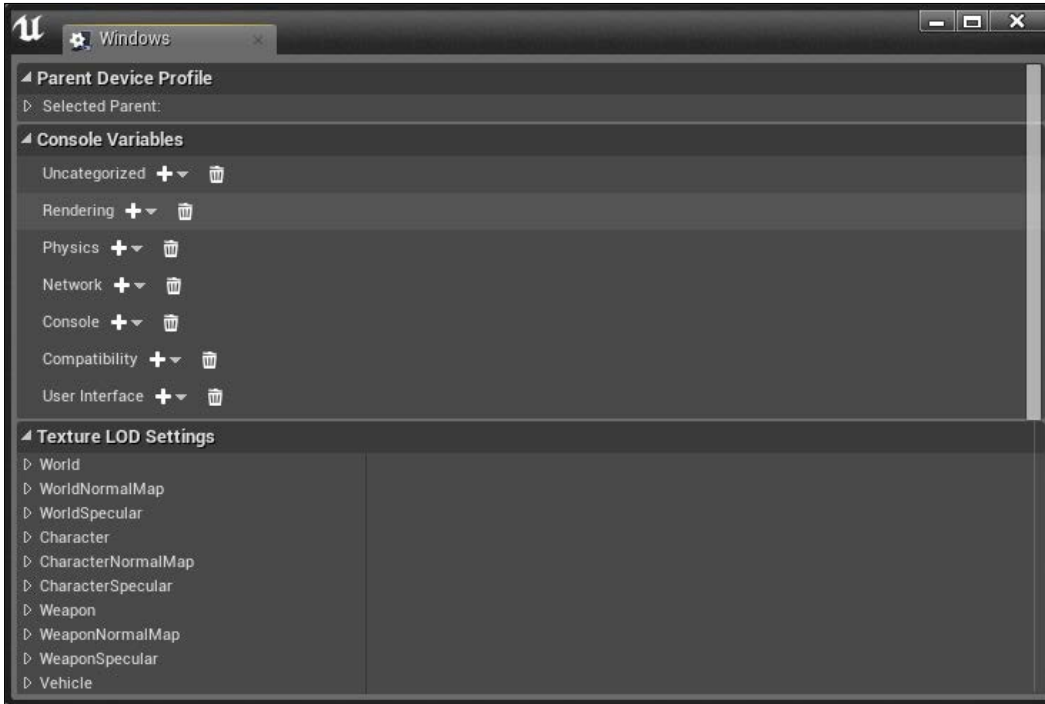 Windows
Parent Device Profile
Selected Parent:
Console Variables
Uncategorized
Rendering
Physics
Network
Console
Compatibility
User Interface
Texture LOD Settings
World
WorldNormalMap
WorldSpecular
Character
CharacterNormalMap
CharacterSpecular
Weapon
WeaponNormalMap
WeaponSpecular
Vehicle